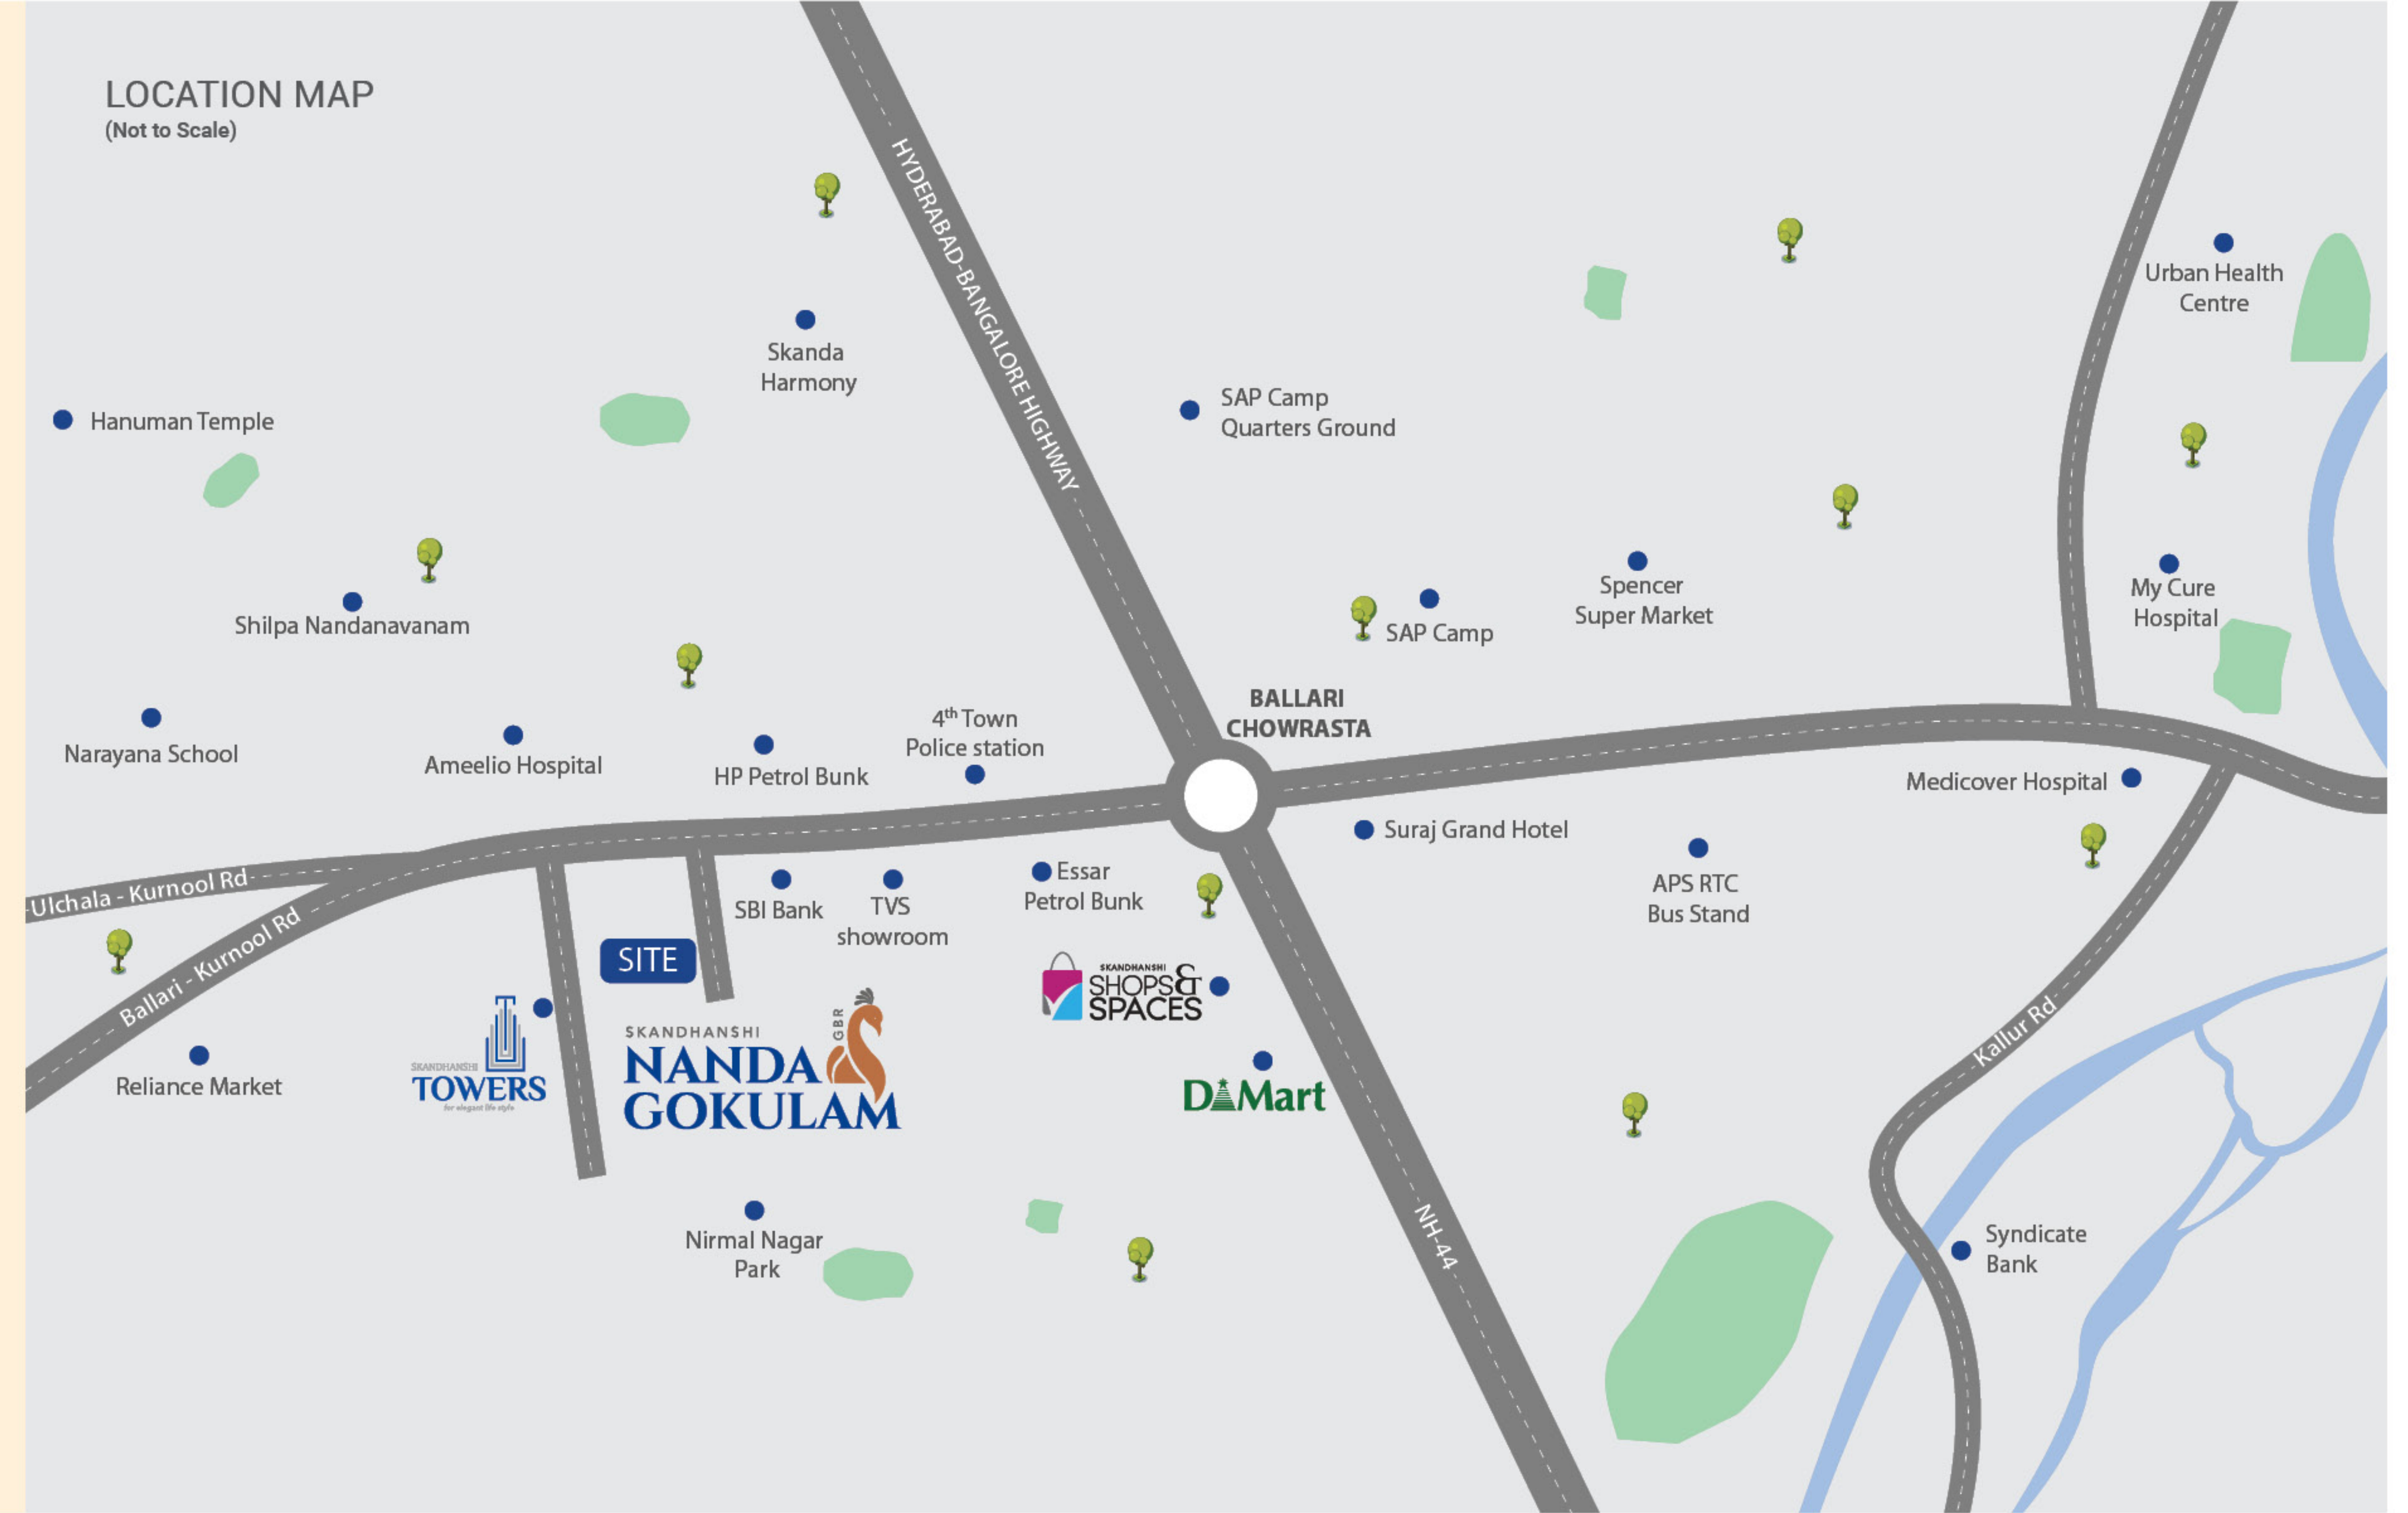 LOCATION MAP
(Not to Scale)
HYDERABAD-BANGALORE HIGHWAY
Urban Health
Centre
Skanda
Harmony
SAP Camp
Quarters Ground
Hanuman Temple
Spencer
Super Market
My Cure
Hospital
Shilpa Nandanavanam
SAP Camp
BALLARI
CHOWRASTA
4th Town
Police station
Narayana School
Ameelio Hospital
HP Petrol Bunk
Medicover Hospital
Suraj Grand Hotel
Ulchala - Kurnool Rd
Ballari - Kurnool Rd
SBI Bank
TVS
showroom
Essar
Petrol Bunk
APS RTC
Bus Stand
SITE
SKANDHANSHI
SHOPS&
SPACES
Kallur Rd
Reliance Market
SKANDHANSHI
TOWERS
for elegant life style
SKANDHANSHI
GBR
NANDA
GOKULAM
DMart
NH-44
Nirmal Nagar
Park
Syndicate
Bank